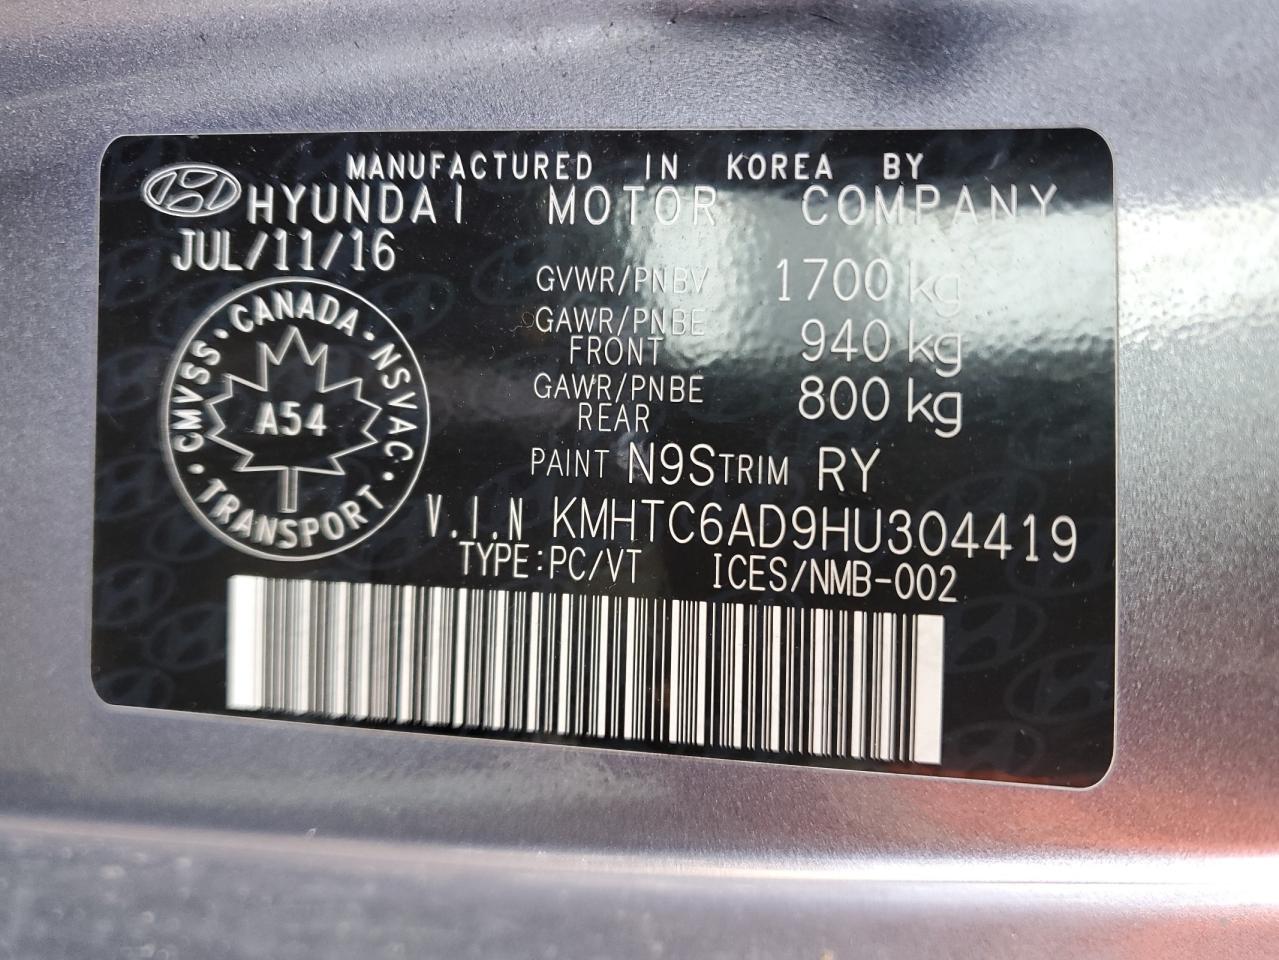 MANUFACTURED IN KOREA BY
HYUNDAI MOTOR COMPANY
JUL/11/16
GVWR/PNBV 1700 kg
GAWR/PNBE FRONT 940 kg
GAWR/PNBE REAR 800 kg
CANADA · NSVAC · TRANSPORT · CMVSS ·
A54
PAINT N9S TRIM RY
V.I.N KMHTC6AD9HU304419
TYPE:PC/VT ICES/NMB-002